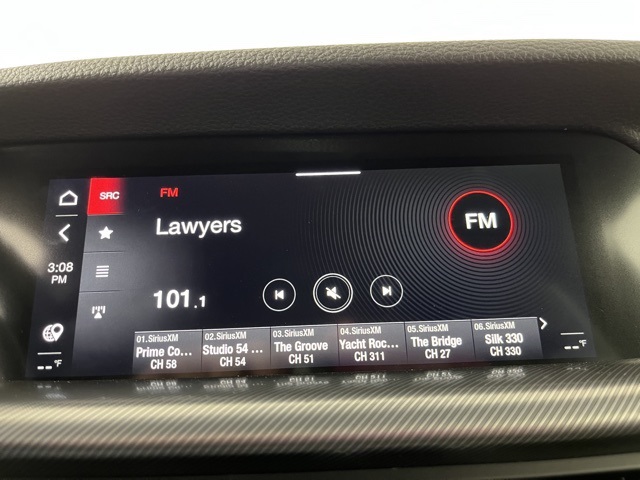 SRC
FM
Lawyers
FM
3:08
PM
101.1
01.SiriusXM
Prime Co...
CH 58
02.SiriusXM
Studio 54 ...
CH 54
03.SiriusXM
The Groove
CH 51
04.SiriusXM
Yacht Roc...
CH 311
05.SiriusXM
The Bridge
CH 27
06.SiriusXM
Silk 330
CH 330
--°F
--°F